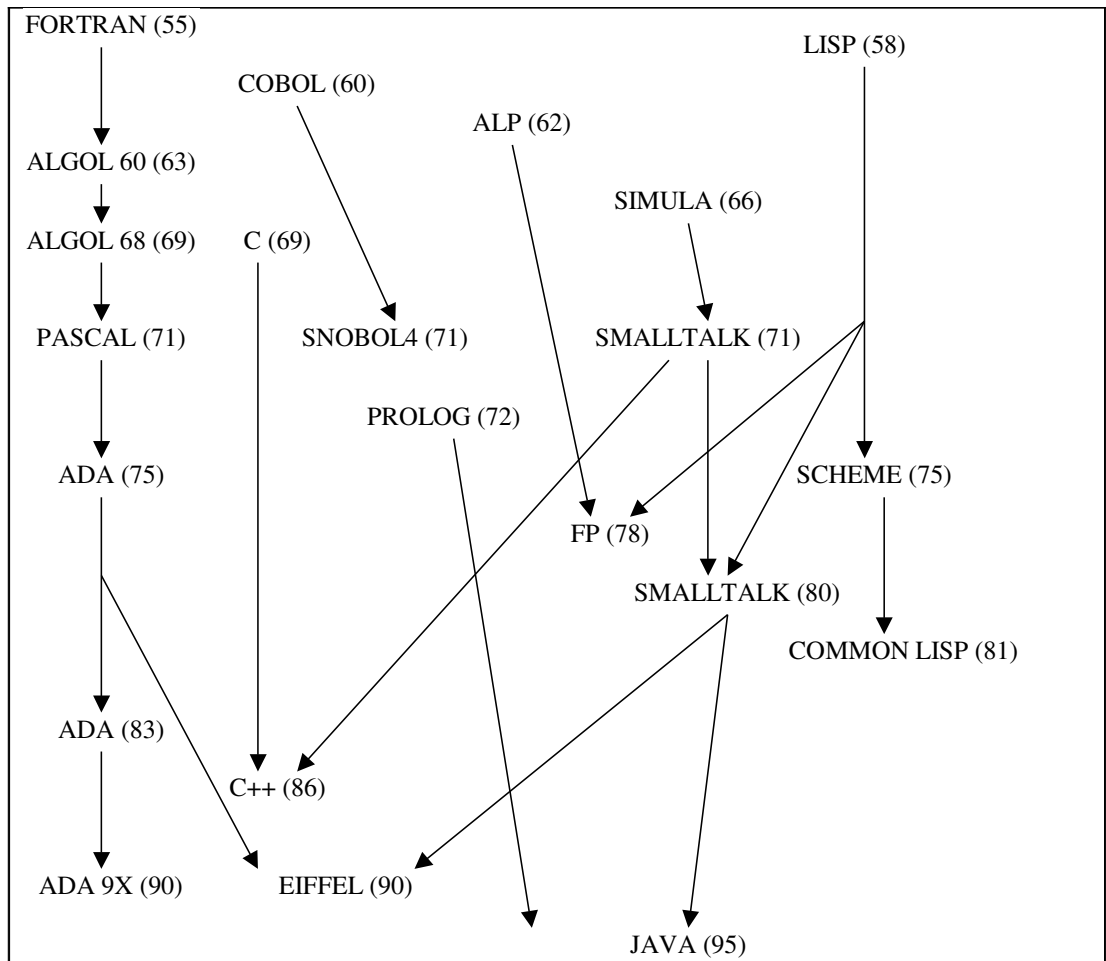 FORTRAN (55)
LISP (58)
COBOL (60)
ALP (62)
ALGOL 60 (63)
SIMULA (66)
ALGOL 68 (69)
C (69)
PASCAL (71)
SNOBOL4 (71)
SMALLTALK (71)
PROLOG (72)
ADA (75)
SCHEME (75)
FP (78)
SMALLTALK (80)
COMMON LISP (81)
ADA (83)
C++ (86)
ADA 9X (90)
EIFFEL (90)
JAVA (95)